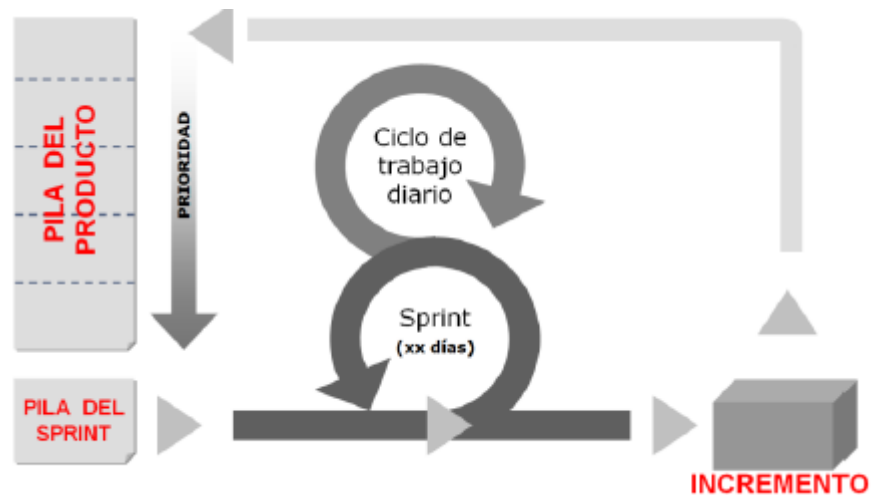 PILA DEL
PRODUCTO
PRIORIDAD
Ciclo de
trabajo
diario
Sprint
(xx días)
PILA DEL
SPRINT
INCREMENTO